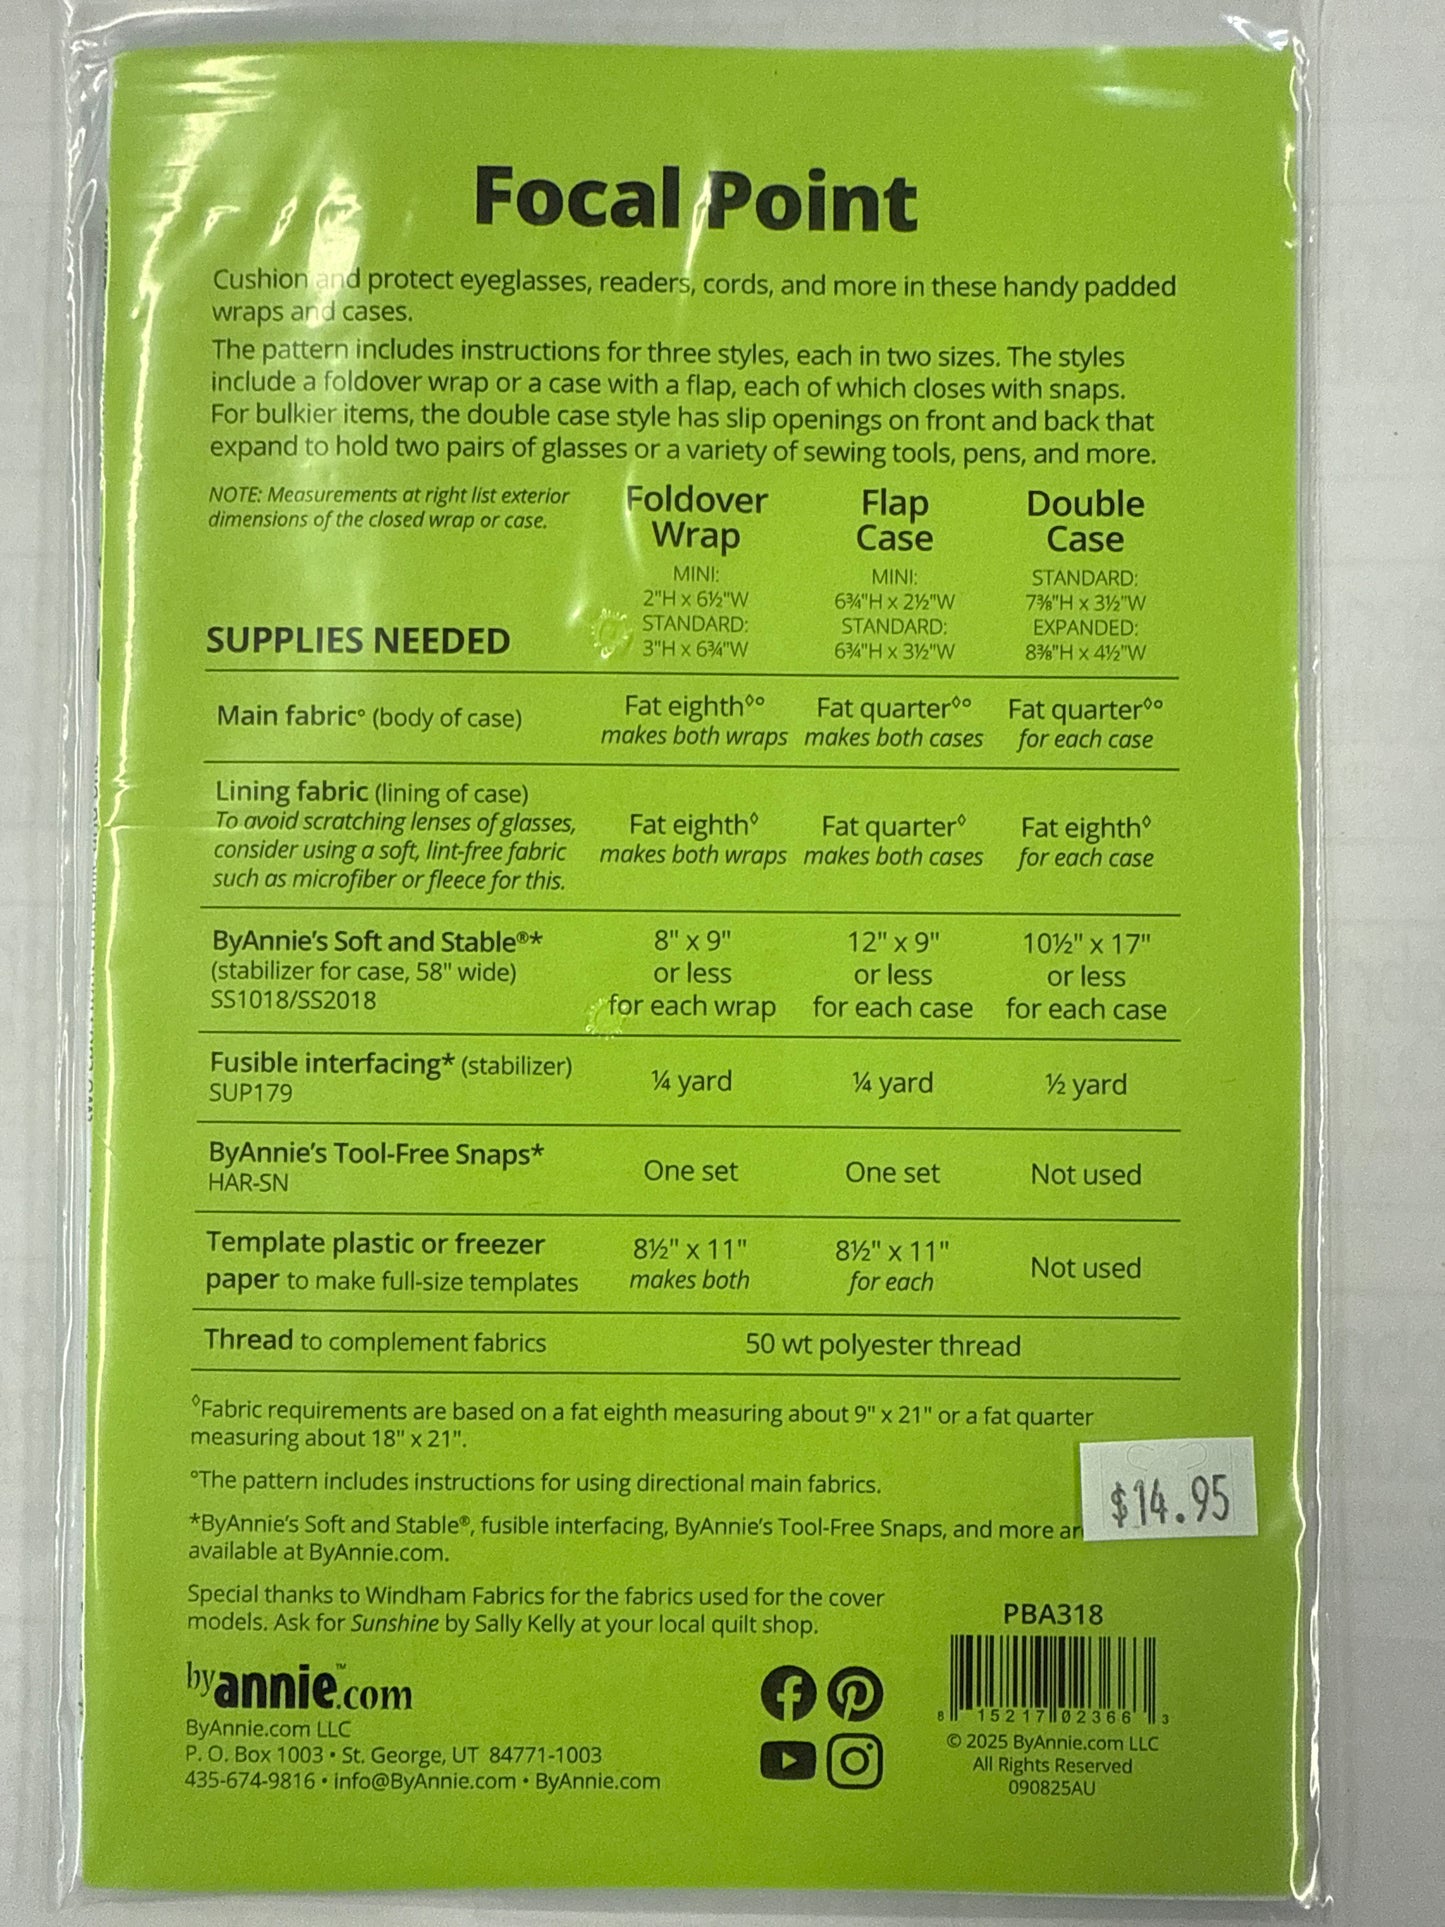 Focal Point
Cushion and protect eyeglasses, readers, cords, and more in these handy padded
wraps and cases.
The pattern includes instructions for three styles, each in two sizes. The styles
include a foldover wrap or a case with a flap, each of which closes with snaps.
For bulkier items, the double case style has slip openings on front and back that
expand to hold two pairs of glasses or a variety of sewing tools, pens, and more.
NOTE: Measurements at right list exterior
dimensions of the closed wrap or case.
Foldover
Wrap
MINI:
2"H x 6½"W
STANDARD:
3"H x 6¾"W
Flap
Case
MINI:
6¾"H x 2½"W
STANDARD:
6¾"H x 3½"W
Double
Case
STANDARD:
7⅜"H x 3½"W
EXPANDED:
8⅜"H x 4½"W
SUPPLIES NEEDED
Main fabric° (body of case)
Fat eighth◊°
makes both wraps
Fat quarter◊°
makes both cases
Fat quarter◊°
for each case
Lining fabric (lining of case)
To avoid scratching lenses of glasses,
consider using a soft, lint-free fabric
such as microfiber or fleece for this.
Fat eighth◊
makes both wraps
Fat quarter◊
makes both cases
Fat eighth◊
for each case
ByAnnie's Soft and Stable®*
(stabilizer for case, 58" wide)
SS1018/SS2018
8" x 9"
or less
for each wrap
12" x 9"
or less
for each case
10½" x 17"
or less
for each case
Fusible interfacing* (stabilizer)
SUP179
¼ yard
¼ yard
½ yard
ByAnnie's Tool-Free Snaps*
HAR-SN
One set
One set
Not used
Template plastic or freezer
paper to make full-size templates
8½" x 11"
makes both
8½" x 11"
for each
Not used
Thread to complement fabrics
50 wt polyester thread
◊Fabric requirements are based on a fat eighth measuring about 9" x 21" or a fat quarter
measuring about 18" x 21".
°The pattern includes instructions for using directional main fabrics.
*ByAnnie's Soft and Stable®, fusible interfacing, ByAnnie's Tool-Free Snaps, and more ar
available at ByAnnie.com.
$14.95
Special thanks to Windham Fabrics for the fabrics used for the cover
models. Ask for Sunshine by Sally Kelly at your local quilt shop.
byannie.com™
ByAnnie.com LLC
P. O. Box 1003 • St. George, UT 84771-1003
435-674-9816 • info@ByAnnie.com • ByAnnie.com
PBA318
8 15217 02366 3
© 2025 ByAnnie.com LLC
All Rights Reserved
090825AU